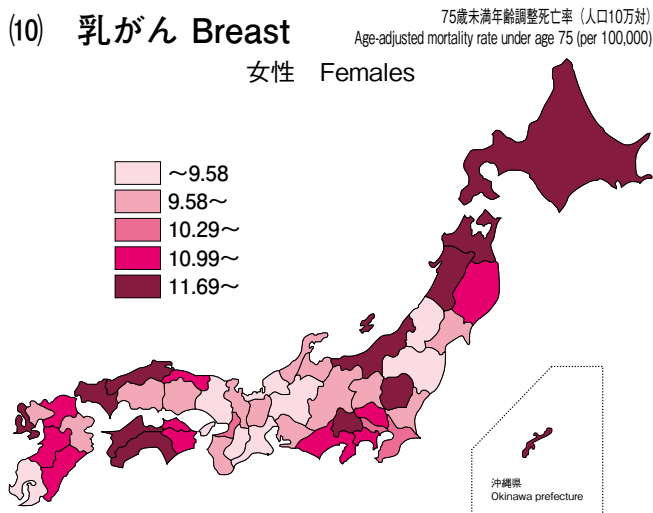 (10) 乳がん Breast
75歳未満年齢調整死亡率（人口10万対）
Age-adjusted mortality rate under age 75 (per 100,000)
女性 Females
～9.58
9.58～
10.29～
10.99～
11.69～
沖縄県
Okinawa prefecture